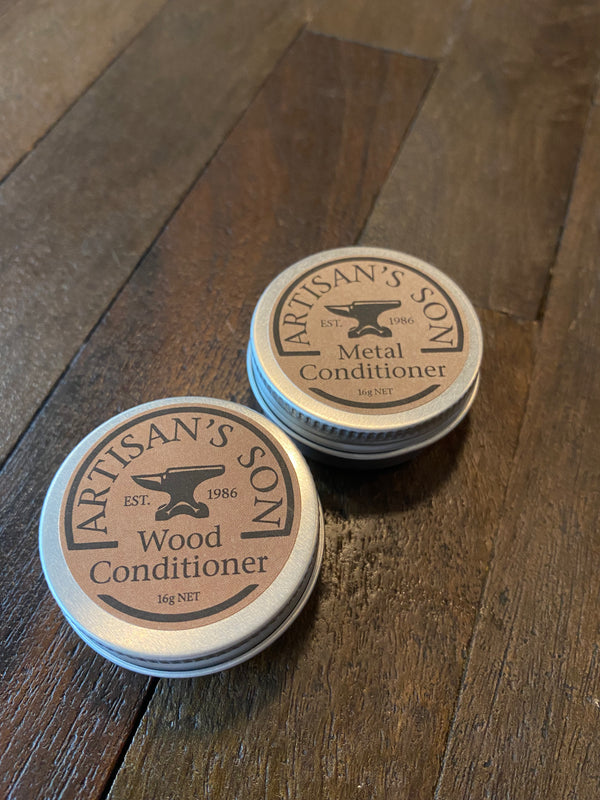 ARTISAN'S SON
EST. 1986
Metal
Conditioner
16g NET
ARTISAN'S SON
EST. 1986
Wood
Conditioner
16g NET